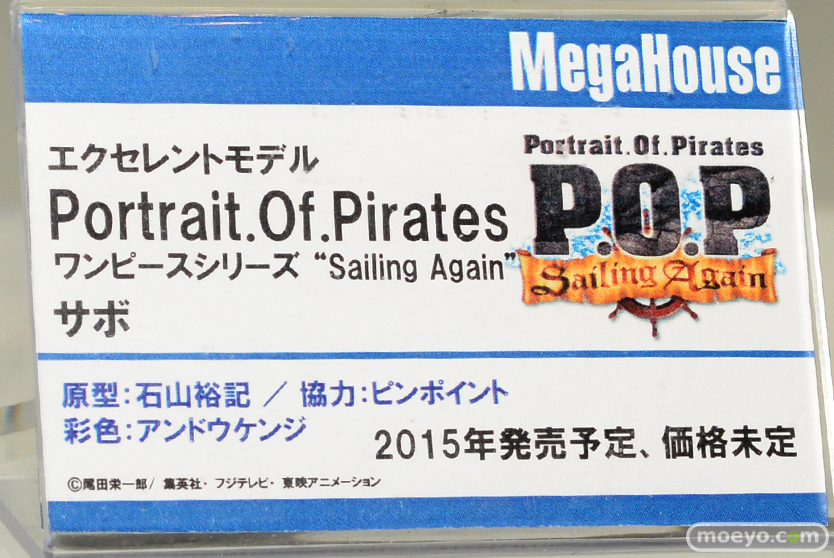 MegaHouse
エクセレントモデル
Portrait.Of.Pirates
ワンピースシリーズ “Sailing Again”
サボ
Portrait.Of.Pirates
P.O.P
Sailing Again
原型:石山裕記 / 協力:ピンポイント
彩色:アンドウケンジ
2015年発売予定、価格未定
©尾田栄一郎/ 集英社・フジテレビ・東映アニメーション
moeyo.com